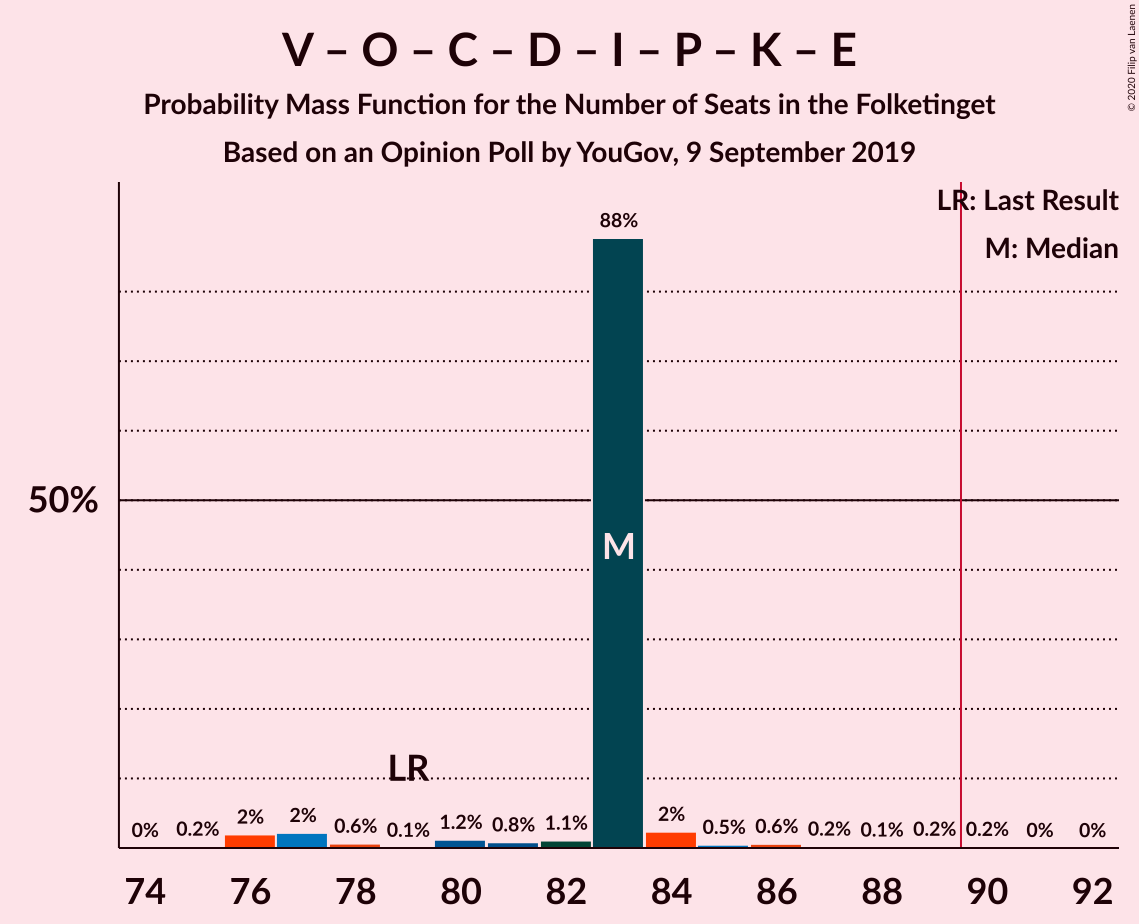 V – O – C – D – I – P – K – E
Probability Mass Function for the Number of Seats in the Folketinget
Based on an Opinion Poll by YouGov, 9 September 2019
© 2020 Filip van Laenen
LR: Last Result
M: Median
88%
50%
M
LR
0% 0.2% 2% 2% 0.6% 0.1% 1.2% 0.8% 1.1% 2% 0.5% 0.6% 0.2% 0.1% 0.2% 0.2% 0% 0%
74 76 78 80 82 84 86 88 90 92